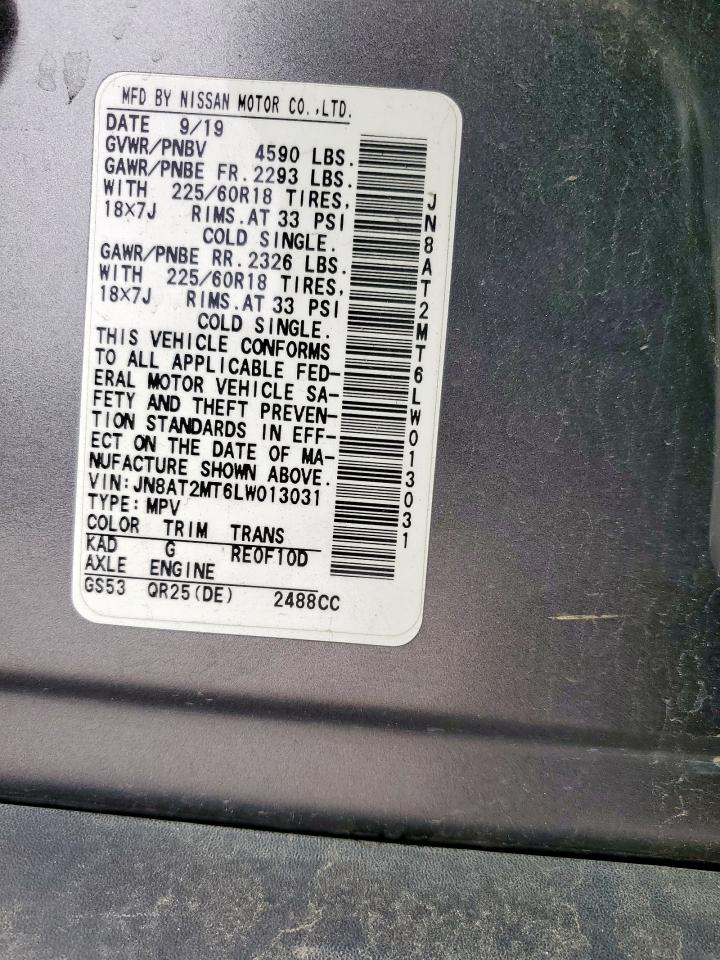 MFD BY NISSAN MOTOR CO.,LTD.
DATE 9/19
GVWR/PNBV 4590 LBS.
GAWR/PNBE FR.2293 LBS.
WITH 225/60R18 TIRES,
18X7J RIMS.AT 33 PSI
COLD SINGLE.
GAWR/PNBE RR.2326 LBS.
WITH 225/60R18 TIRES,
18X7J RIMS.AT 33 PSI
COLD SINGLE.
THIS VEHICLE CONFORMS
TO ALL APPLICABLE FED-
ERAL MOTOR VEHICLE SA-
FETY AND THEFT PREVEN-
TION STANDARDS IN EFF-
ECT ON THE DATE OF MA-
NUFACTURE SHOWN ABOVE.
VIN:JN8AT2MT6LW013031
TYPE:MPV
COLOR TRIM TRANS
KAD G RE0F10D
AXLE ENGINE
GS53 QR25(DE) 2488CC
JN8AT2MT6LW013031